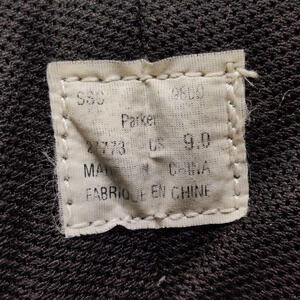 Parker
27773 US 9.0
MADE IN CHINA
FABRIQUE EN CHINE